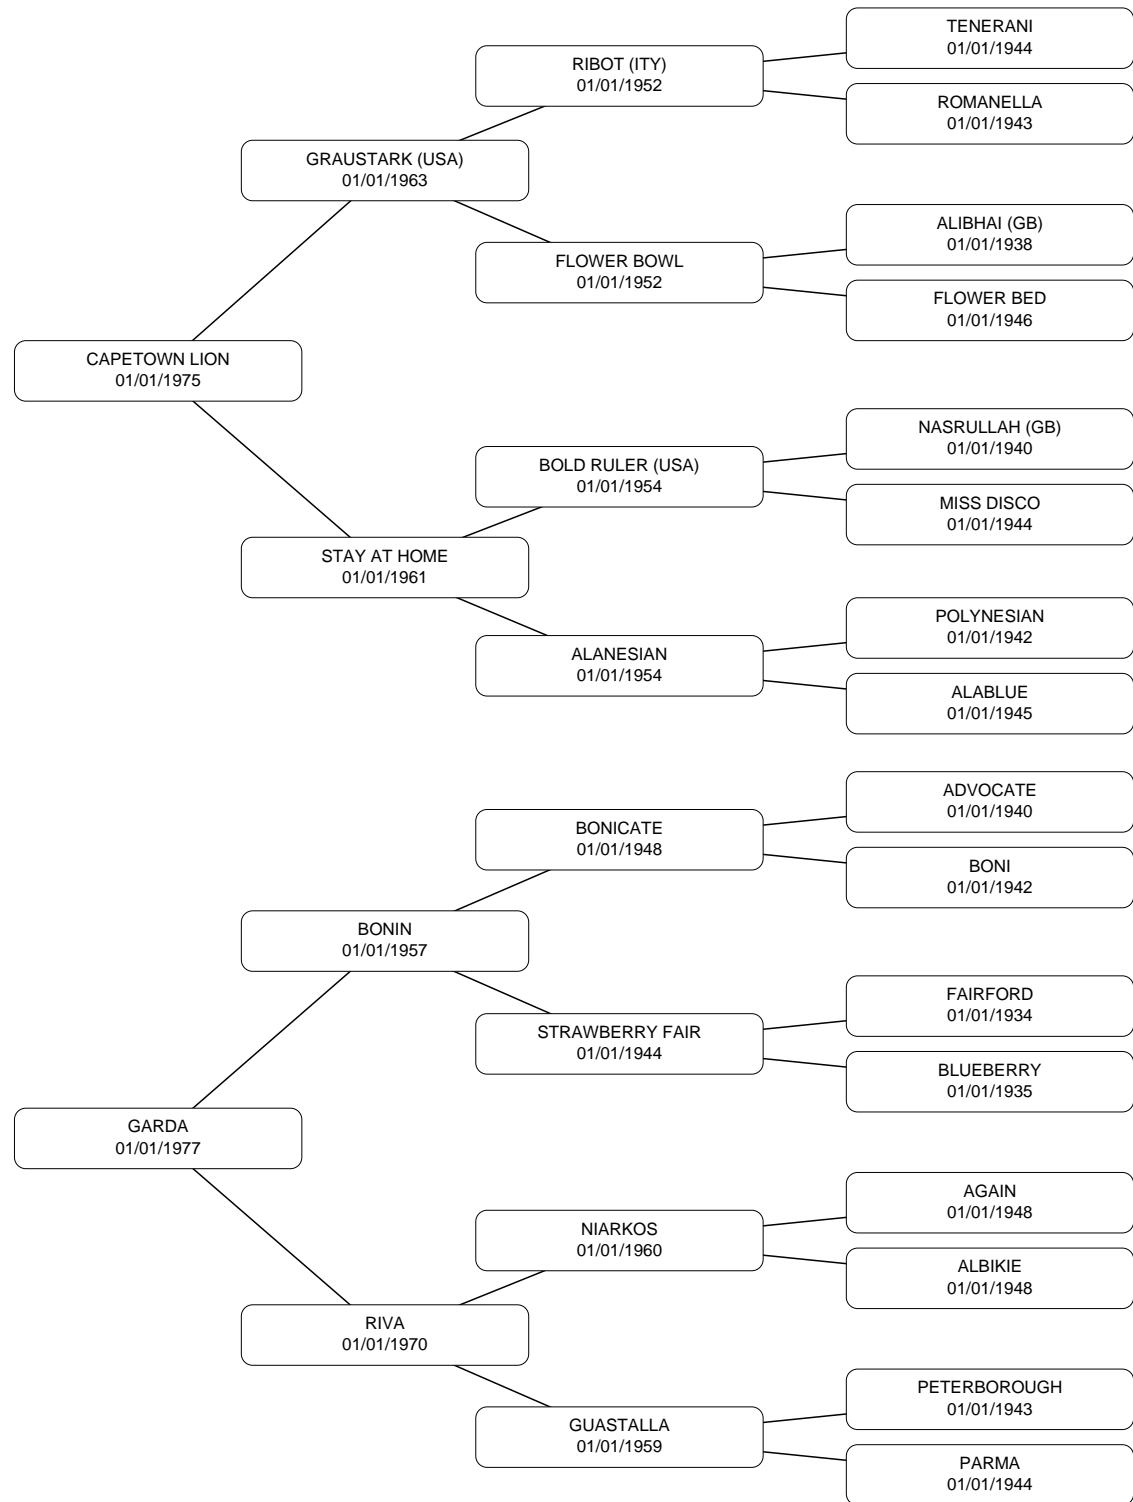 TENERANI
01/01/1944
RIBOT (ITY)
01/01/1952
ROMANELLA
01/01/1943
GRAUSTARK (USA)
01/01/1963
ALIBHAI (GB)
01/01/1938
FLOWER BOWL
01/01/1952
FLOWER BED
01/01/1946
CAPETOWN LION
01/01/1975
NASRULLAH (GB)
01/01/1940
BOLD RULER (USA)
01/01/1954
MISS DISCO
01/01/1944
STAY AT HOME
01/01/1961
POLYNESIAN
01/01/1942
ALANESIAN
01/01/1954
ALABLUE
01/01/1945
ADVOCATE
01/01/1940
BONICATE
01/01/1948
BONI
01/01/1942
BONIN
01/01/1957
FAIRFORD
01/01/1934
STRAWBERRY FAIR
01/01/1944
BLUEBERRY
01/01/1935
GARDA
01/01/1977
AGAIN
01/01/1948
NIARKOS
01/01/1960
ALBIKIE
01/01/1948
RIVA
01/01/1970
PETERBOROUGH
01/01/1943
GUASTALLA
01/01/1959
PARMA
01/01/1944